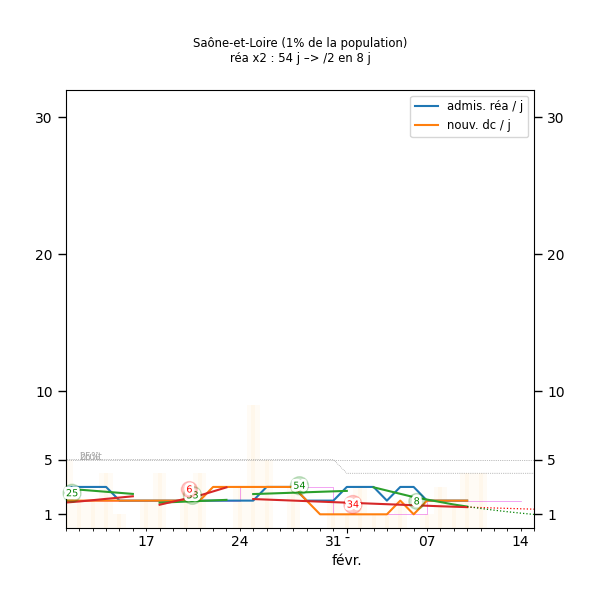 Saône-et-Loire (1% de la population)
réa x2 : 54 j –> /2 en 8 j
admis. réa / j
nouv. dc / j
30 30
20 20
10 10
5 5
25 6 54 34 8
1 1
17 24 31 07 14
févr.